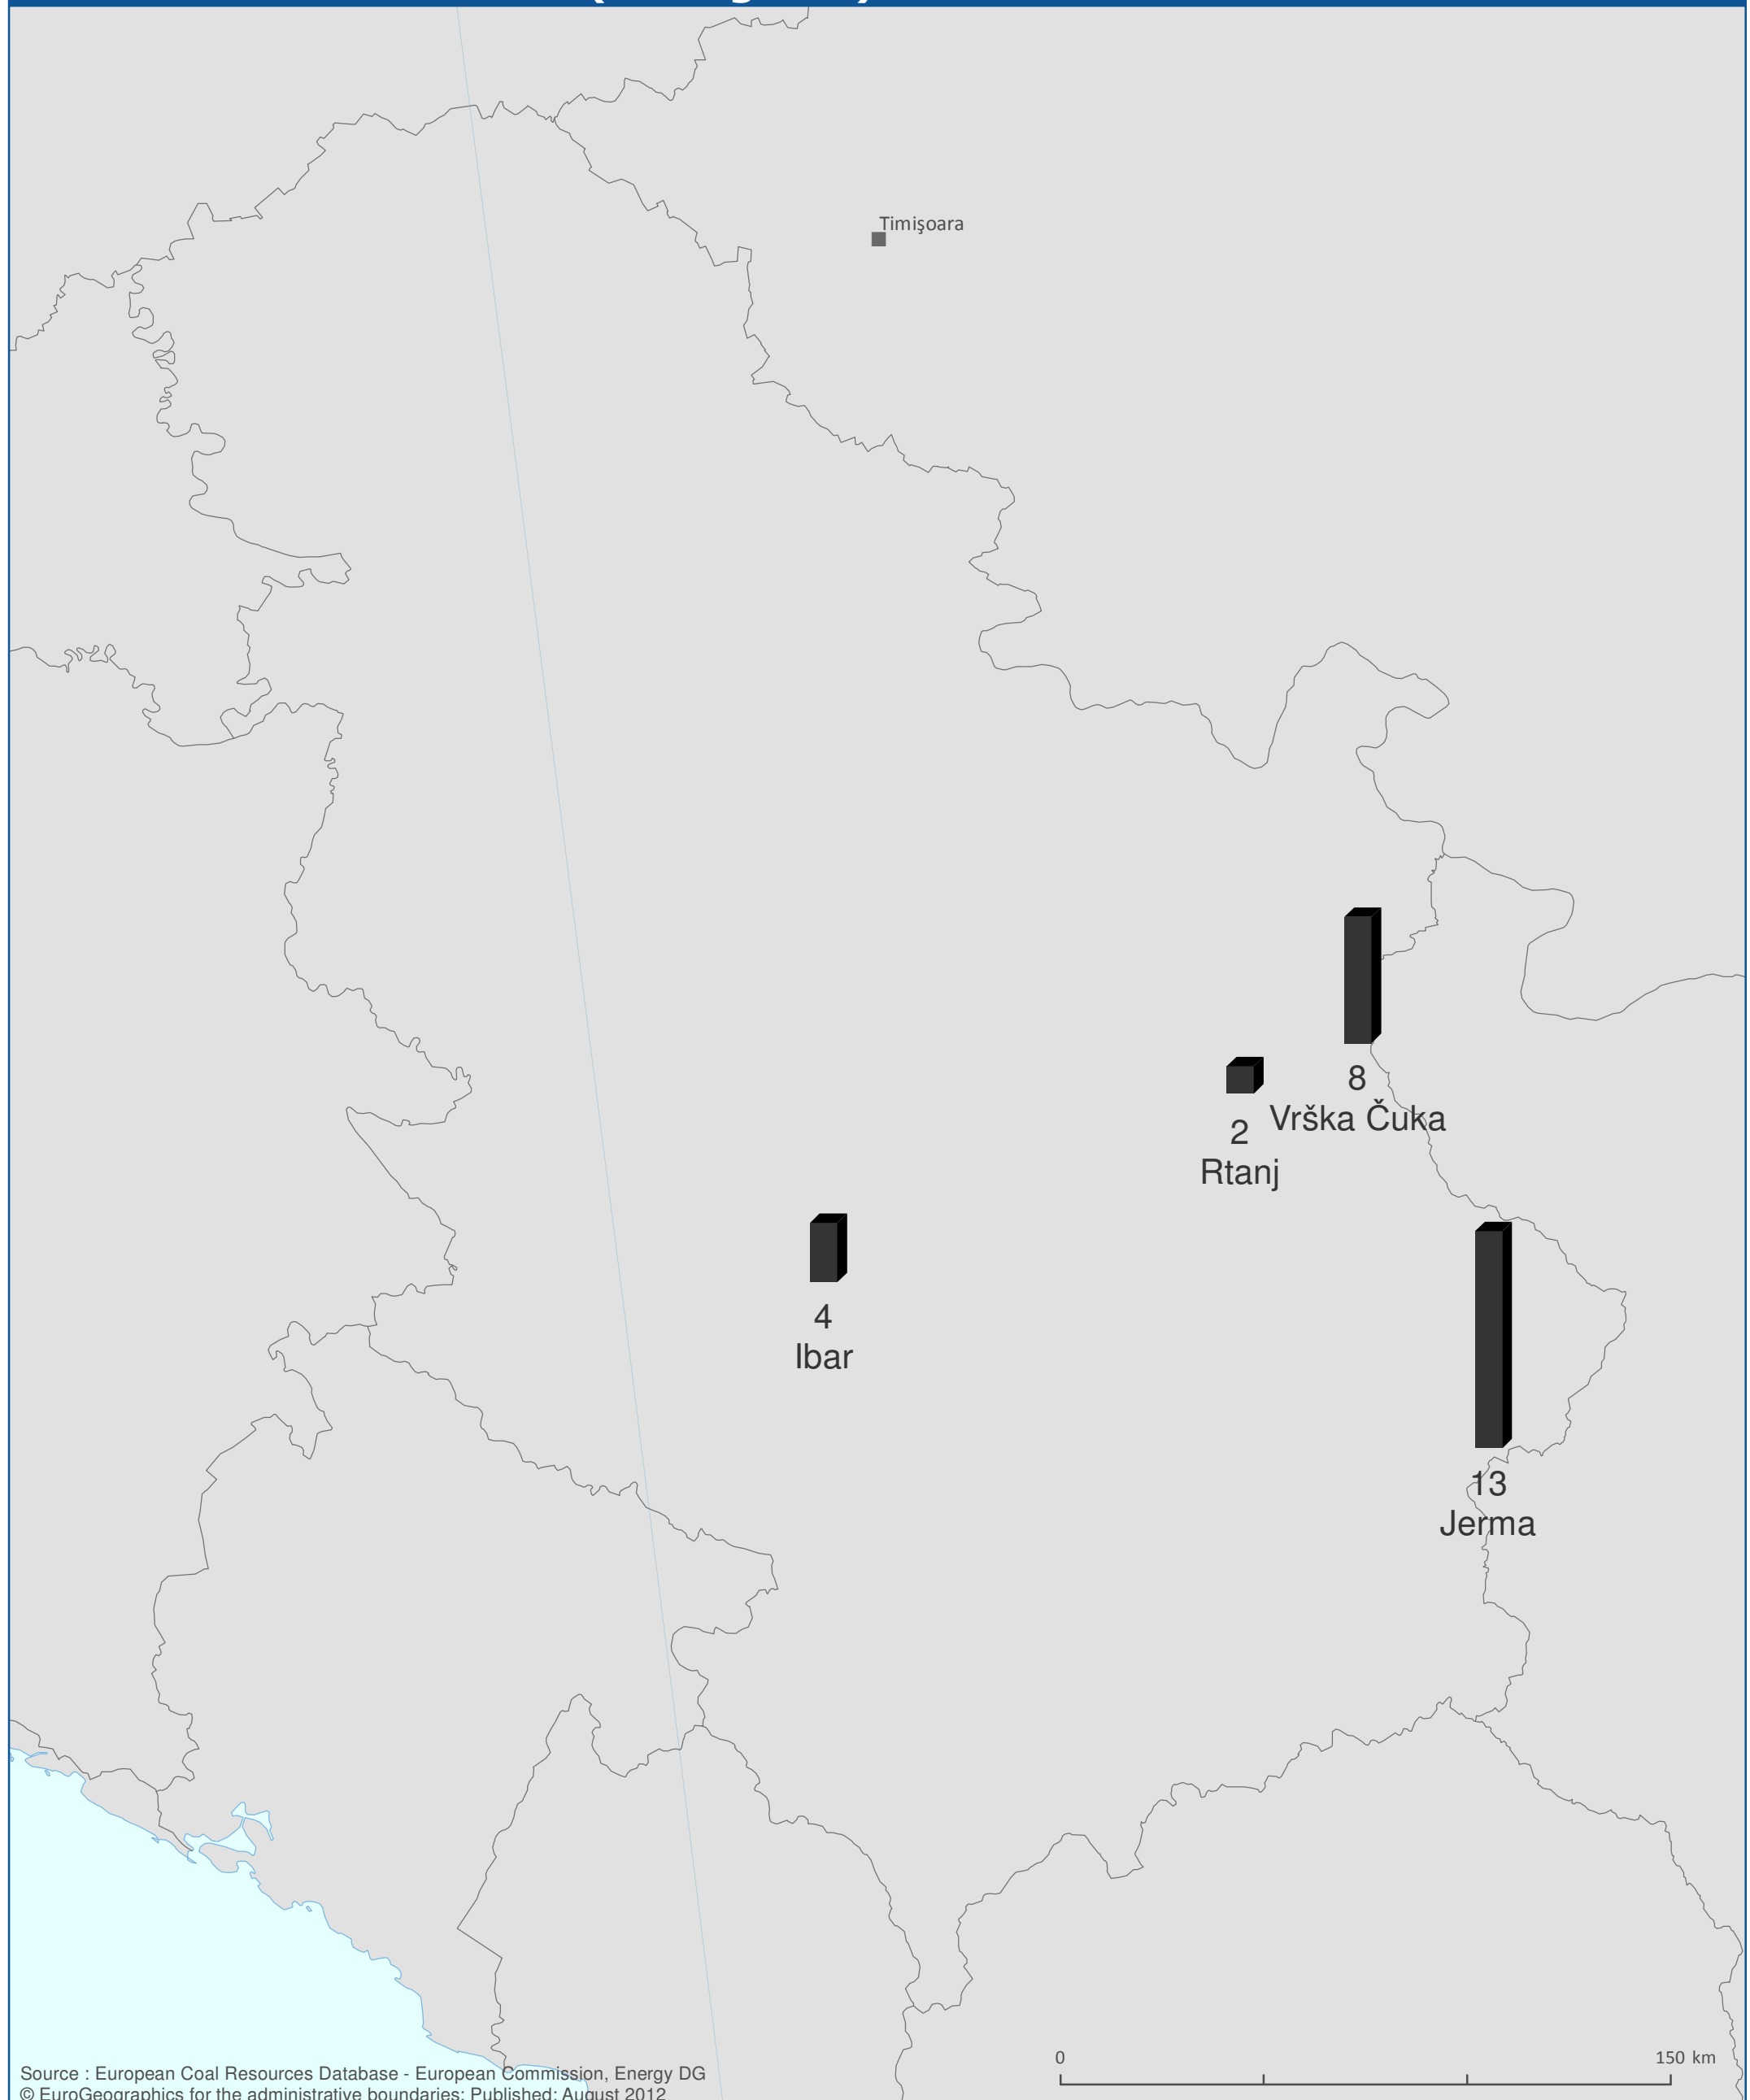 Timişoara
8
Vrška Čuka
2
Rtanj
4
Ibar
13
Jerma
0
150 km
Source : European Coal Resources Database - European Commission, Energy DG
© EuroGeographics for the administrative boundaries; Published: August 2012